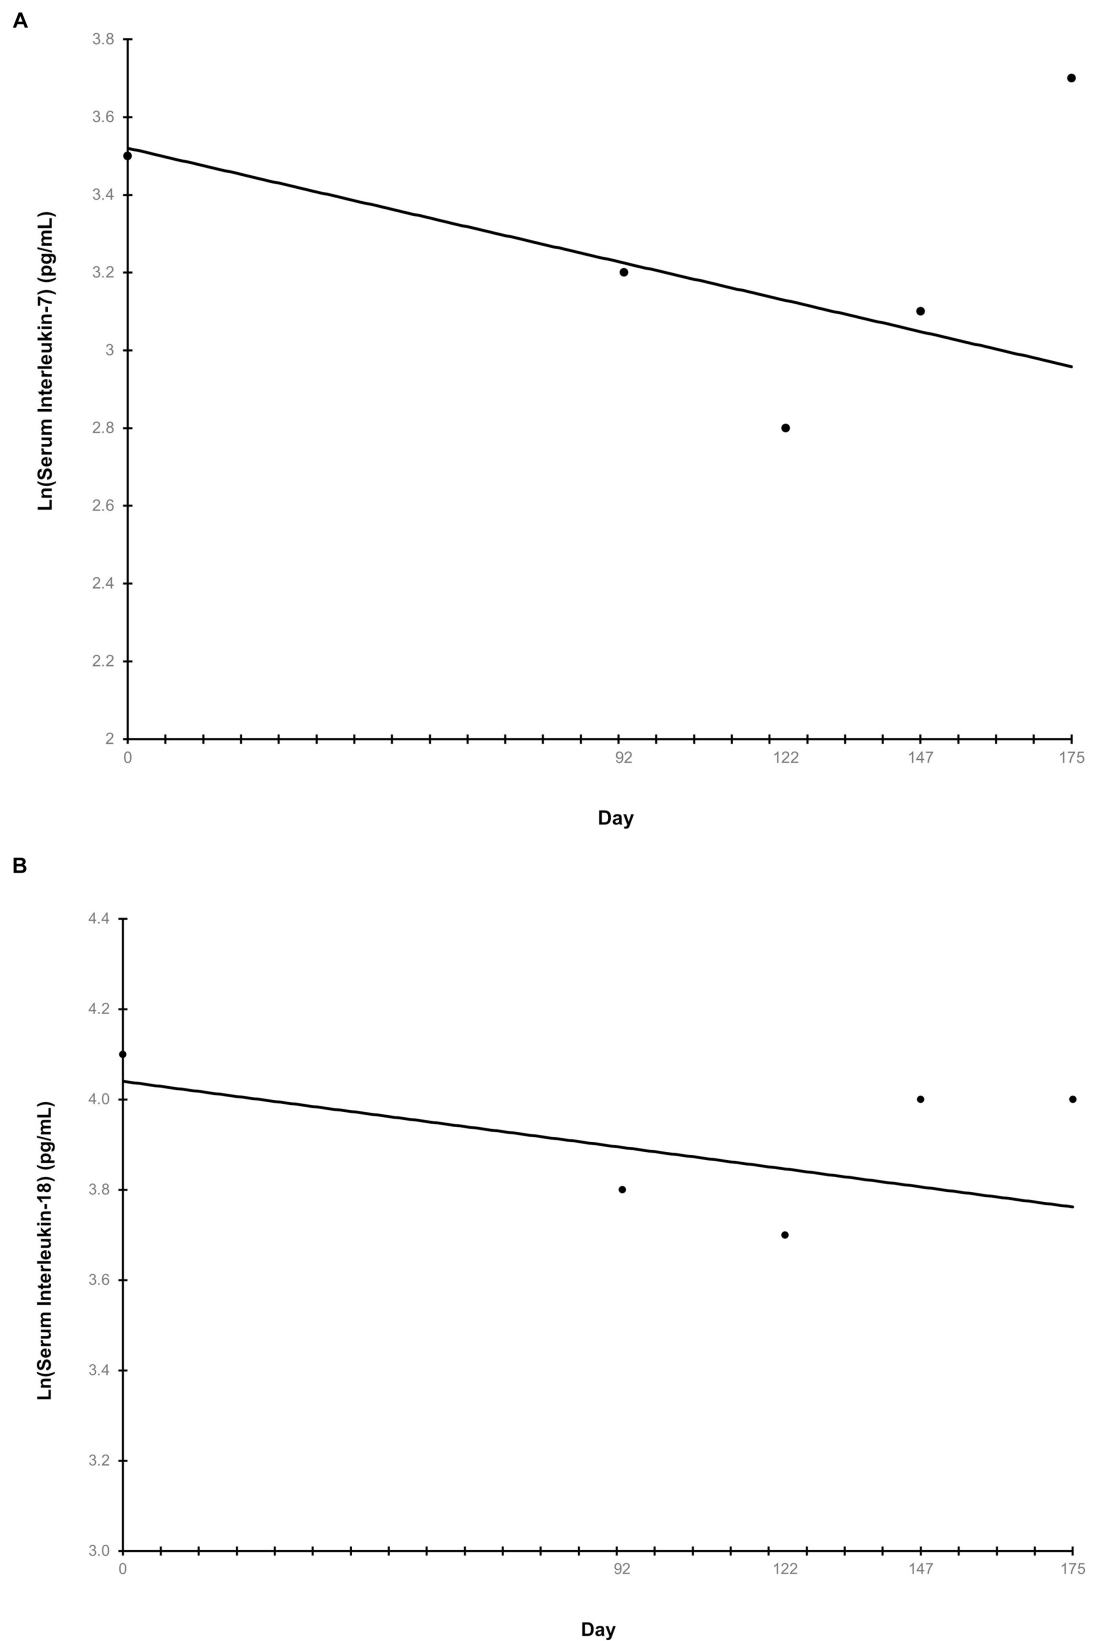 A
3.8
3.6
3.4
3.2
3
2.8
2.6
2.4
2.2
2
Ln(Serum Interleukin-7) (pg/mL)
0 92 122 147 175
Day
B
4.4
4.2
4.0
3.8
3.6
3.4
3.2
3.0
Ln(Serum Interleukin-18) (pg/mL)
0 92 122 147 175
Day